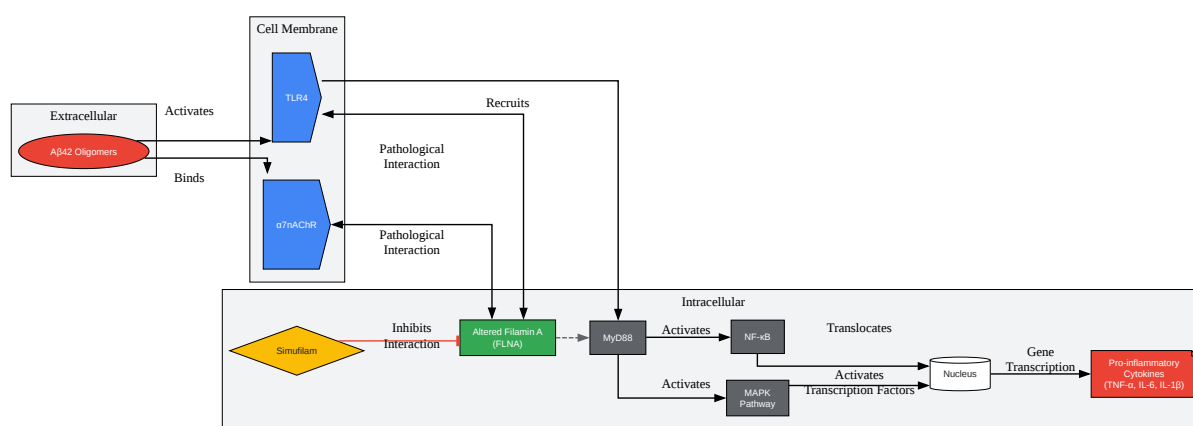 Cell Membrane
TLR4
Recruits
Activates
Extracellular
Aβ42 Oligomers
Pathological
Interaction
Binds
α7nAChR
Pathological
Interaction
Intracellular
Inhibits
Interaction
Simufilam
Altered Filamin A
(FLNA)
MyD88
Activates
NF-κB
Translocates
Activates
MAPK
Pathway
Activates
Transcription Factors
Nucleus
Gene
Transcription
Pro-inflammatory
Cytokines
(TNF-α, IL-6, IL-1β)